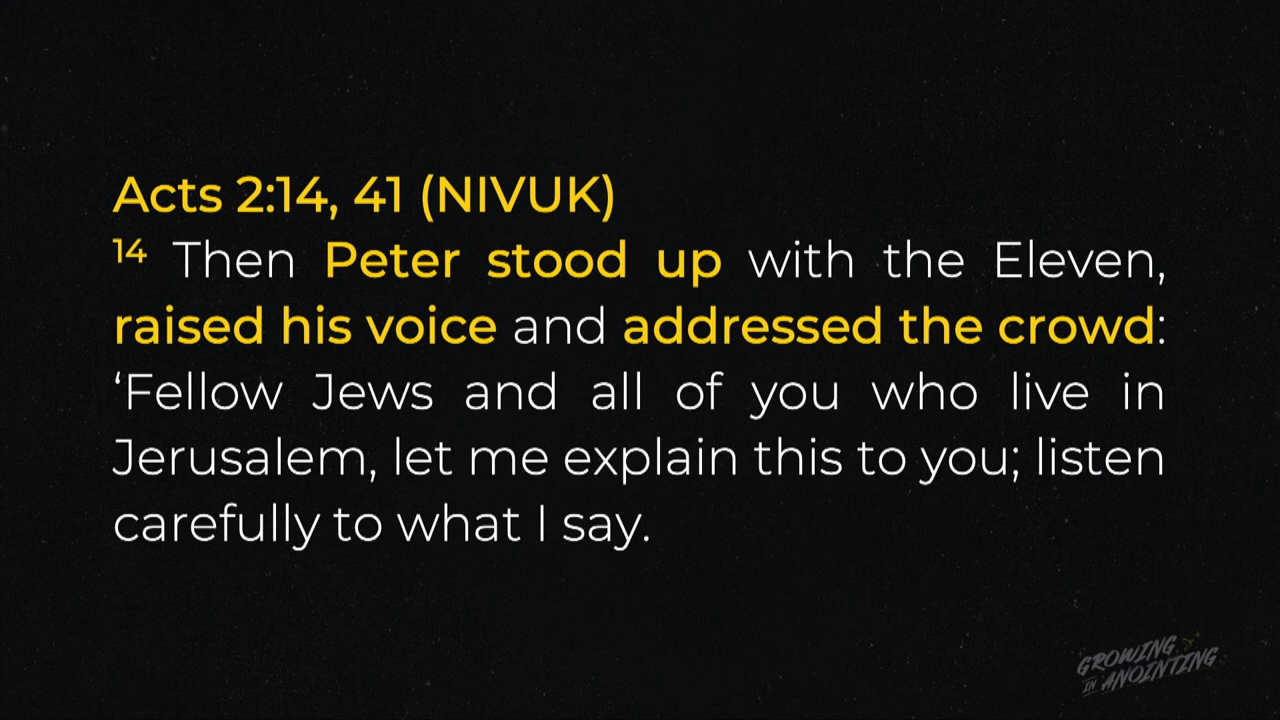 Acts 2:14, 41 (NIVUK)
14 Then Peter stood up with the Eleven,
raised his voice and addressed the crowd:
‘Fellow Jews and all of you who live in
Jerusalem, let me explain this to you; listen
carefully to what I say.
GROWING
IN ANOINTING